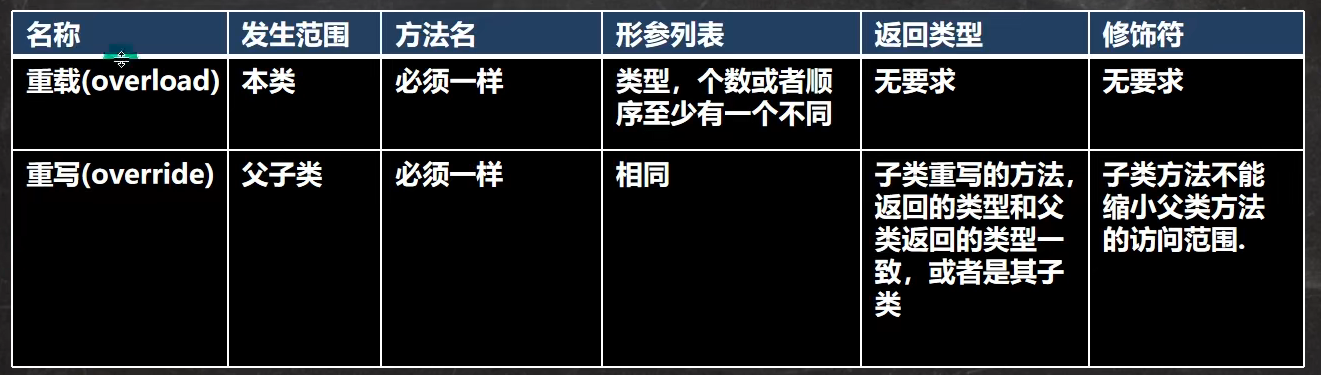 名称 发生范围 方法名 形参列表 返回类型 修饰符
重载(overload) 本类 必须一样 类型，个数或者顺 无要求 无要求
序至少有一个不同
重写(override) 父子类 必须一样 相同 子类重写的方法， 子类方法不能
返回的类型和父 缩小父类方法
类返回的类型一 的访问范围.
致，或者是其子
类